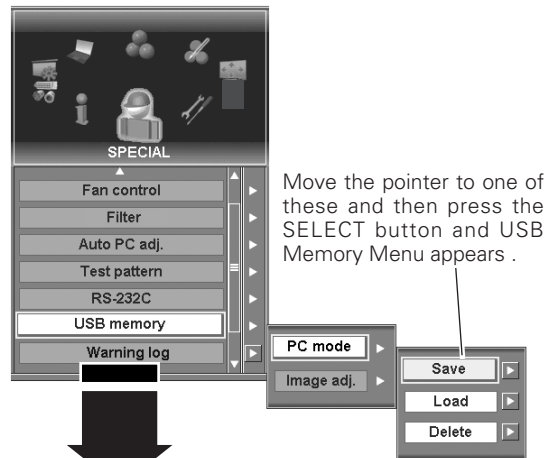 SPECIAL
Fan control
Filter
Auto PC adj.
Test pattern
RS-232C
USB memory
Warning log
Move the pointer to one of
these and then press the
SELECT button and USB
Memory Menu appears .
PC mode
Image adj.
Save
Load
Delete